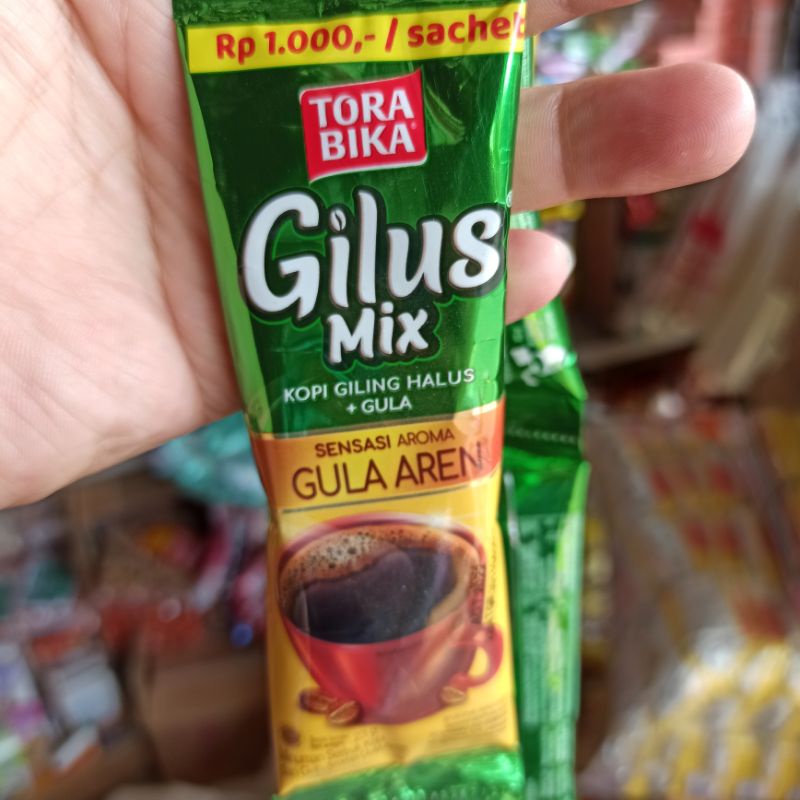 Rp 1.000,- / sachet
TORA
BIKA
Gilus
Mix
KOPI GILING HALUS
+ GULA
SENSASI AROMA
GULA AREN